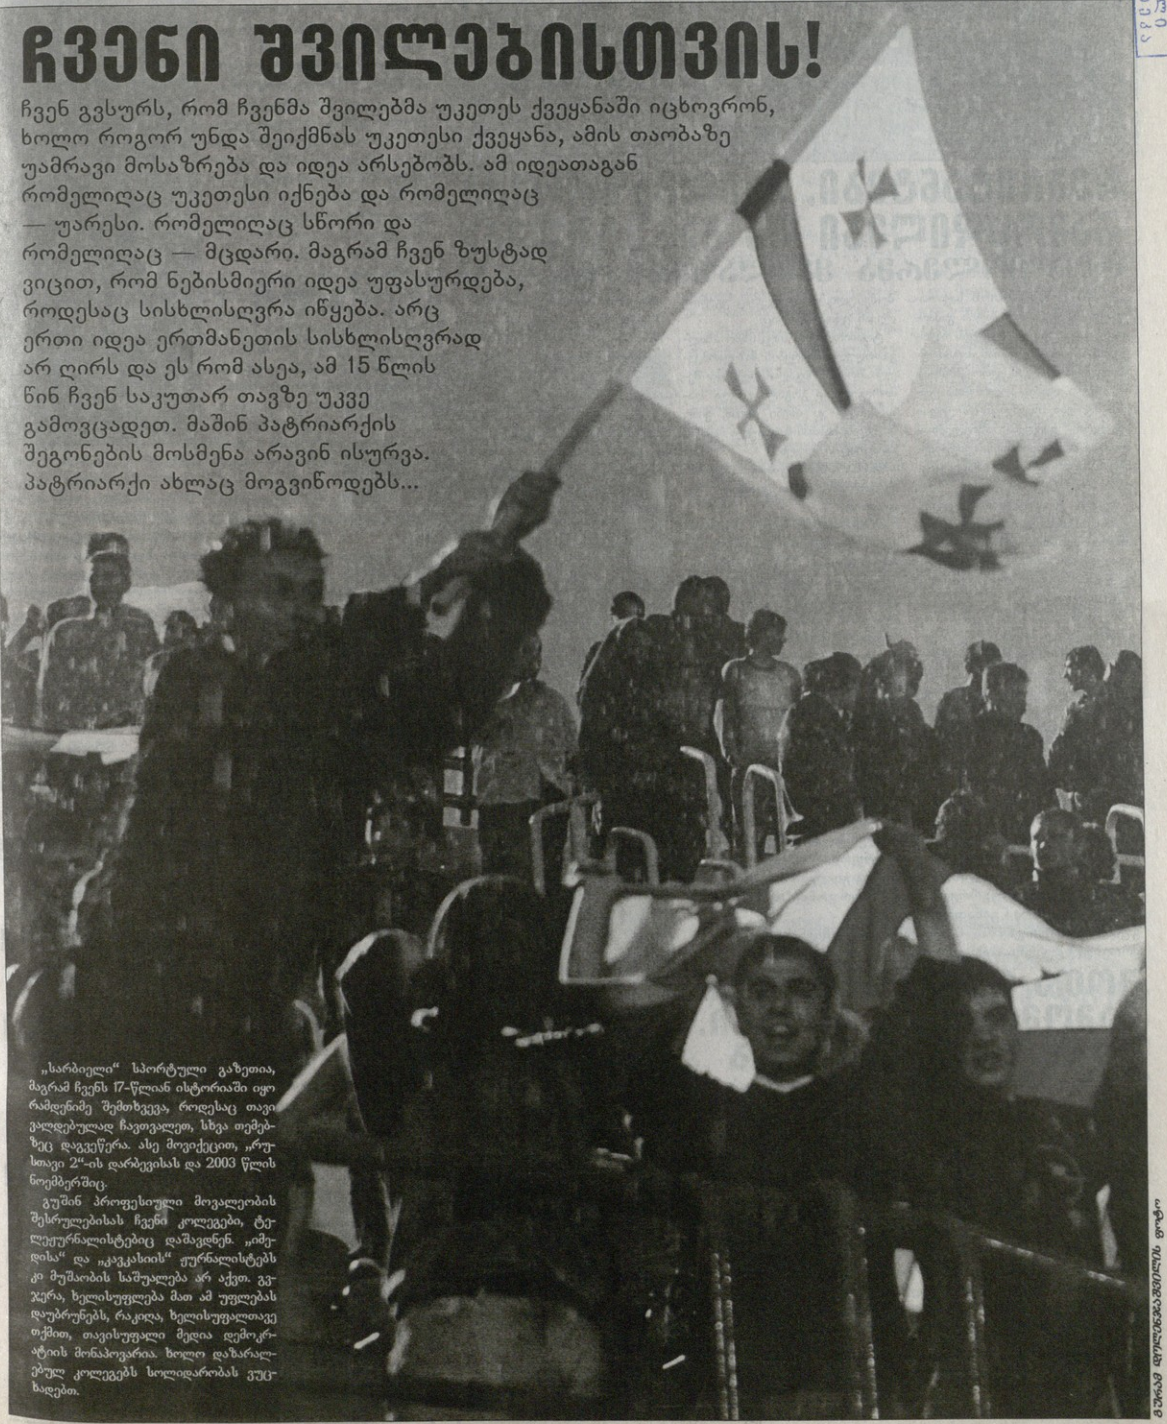 ჩვენი შვილებისთვის!
ჩვენ გვსურს, რომ ჩვენმა შვილებმა უკეთეს ქვეყანაში იცხოვრონ,
ხოლო როგორ უნდა შეიქმნას უკეთესი ქვეყანა, ამის თაობაზე
უამრავი მოსაზრება და იდეა არსებობს. ამ იდეათაგან
რომელიღაც უკეთესი იქნება და რომელიღაც
— უარესი. რომელიღაც სწორი და
რომელიღაც — მცდარი. მაგრამ ჩვენ ზუსტად
ვიცით, რომ ნებისმიერი იდეა უფასურდება,
როდესაც სისხლისღვრა იწყება. არც
ერთი იდეა ერთმანეთის სისხლისღვრად
არ ღირს და ეს რომ ასეა, ამ 15 წლის
წინ ჩვენ საკუთარ თავზე უკვე
გამოვცადეთ. მაშინ პატრიარქის
შეგონების მოსმენა არავინ ისურვა.
პატრიარქი ახლაც მოგვიწოდებს...
„სარბიელი“ სპორტული გაზეთია,
მაგრამ ჩვენს 17-წლიან ისტორიაში იყო
რამდენიმე შემთხვევა, როდესაც თავი
ვალდებულად ჩავთვალეთ, სხვა თემებ-
ზეც დაგვეწერა. ასე მოვიქეცით, „რუ-
სთავი 2“-ის დარბევისას და 2003 წლის
ნოემბერშიც.
გუშინ პროფესიული მოვალეობის
შესრულებისას ჩვენი კოლეგები, ტე-
ლეჟურნალისტებიც დაშავდნენ. „იმე-
დისა“ და „კავკასიის“ ჟურნალისტებს
კი მუშაობის საშუალება არ აქვთ. გვ-
ჯერა, ხელისუფლება მათ ამ უფლებას
დაუბრუნებს, რაკიღა, ხელისუფალთავე
თქმით, თავისუფალი მედია დემოკრ-
ატიის მონაპოვარია. ხოლო დაზარალ-
ებულ კოლეგებს სოლიდარობას ვუც-
ხადებთ.
გურამ დოლენჯაშვილის ფოტო